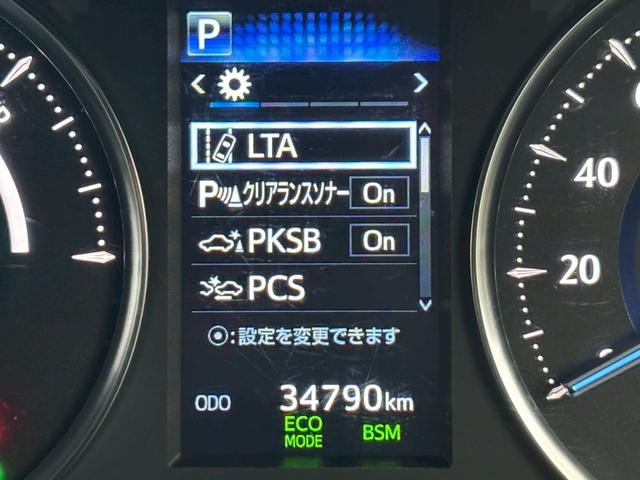 P
LTA
P クリアランスソナー On
PKSB On
PCS
:設定を変更できます
ODO 34790km
ECO MODE BSM
40
20